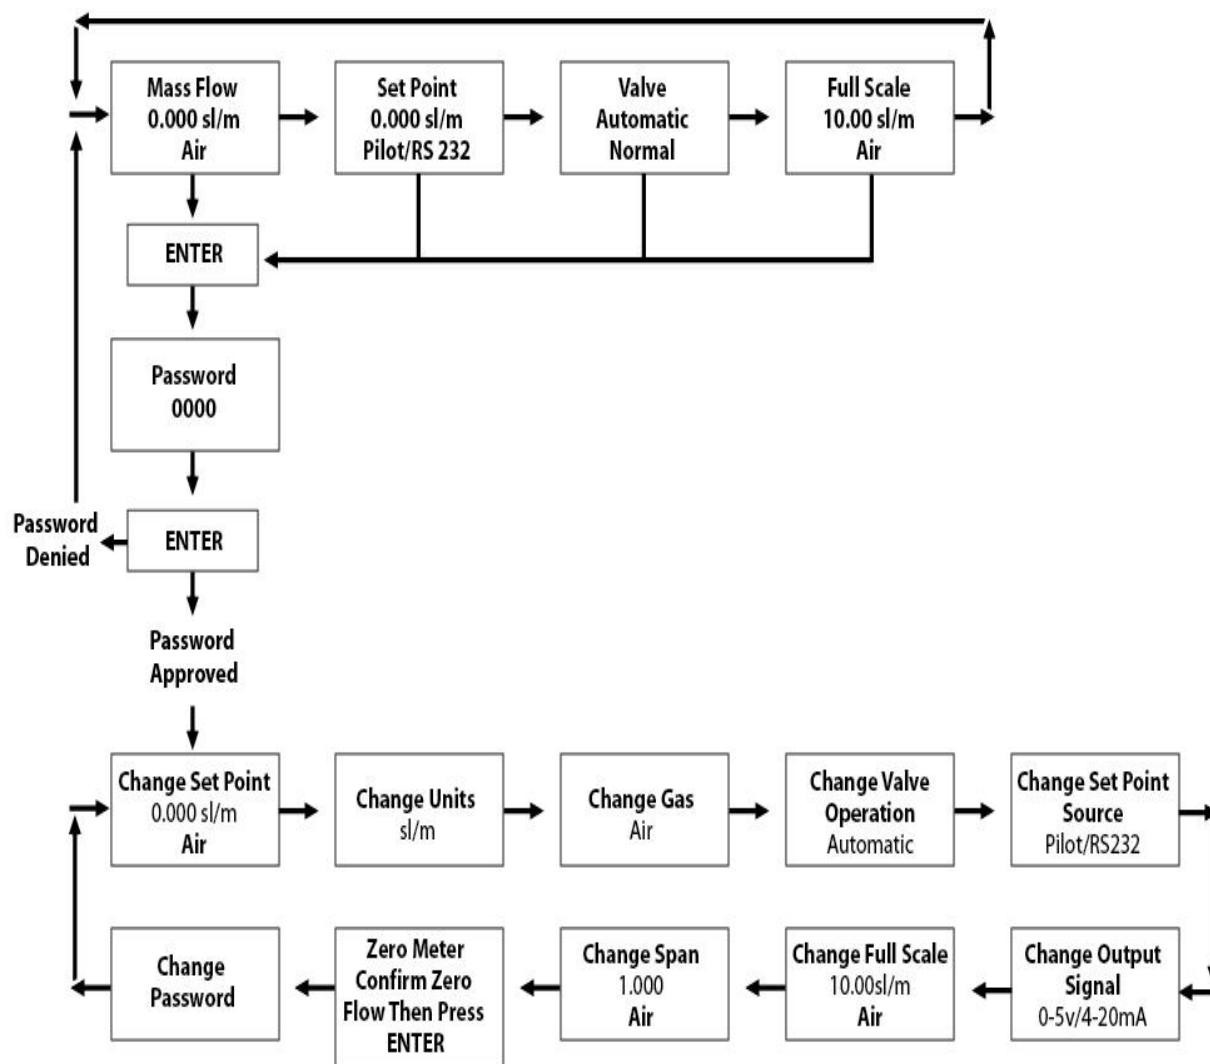 Mass Flow
0.000 sl/m
Air
Set Point
0.000 sl/m
Pilot/RS 232
Valve
Automatic
Normal
Full Scale
10.00 sl/m
Air
ENTER
Password
0000
Password
Denied
ENTER
Password
Approved
Change Set Point
0.000 sl/m
Air
Change Units
sl/m
Change Gas
Air
Change Valve
Operation
Automatic
Change Set Point
Source
Pilot/RS232
Change
Password
Zero Meter
Confirm Zero
Flow Then Press
ENTER
Change Span
1.000
Air
Change Full Scale
10.00sl/m
Air
Change Output
Signal
0-5v/4-20mA